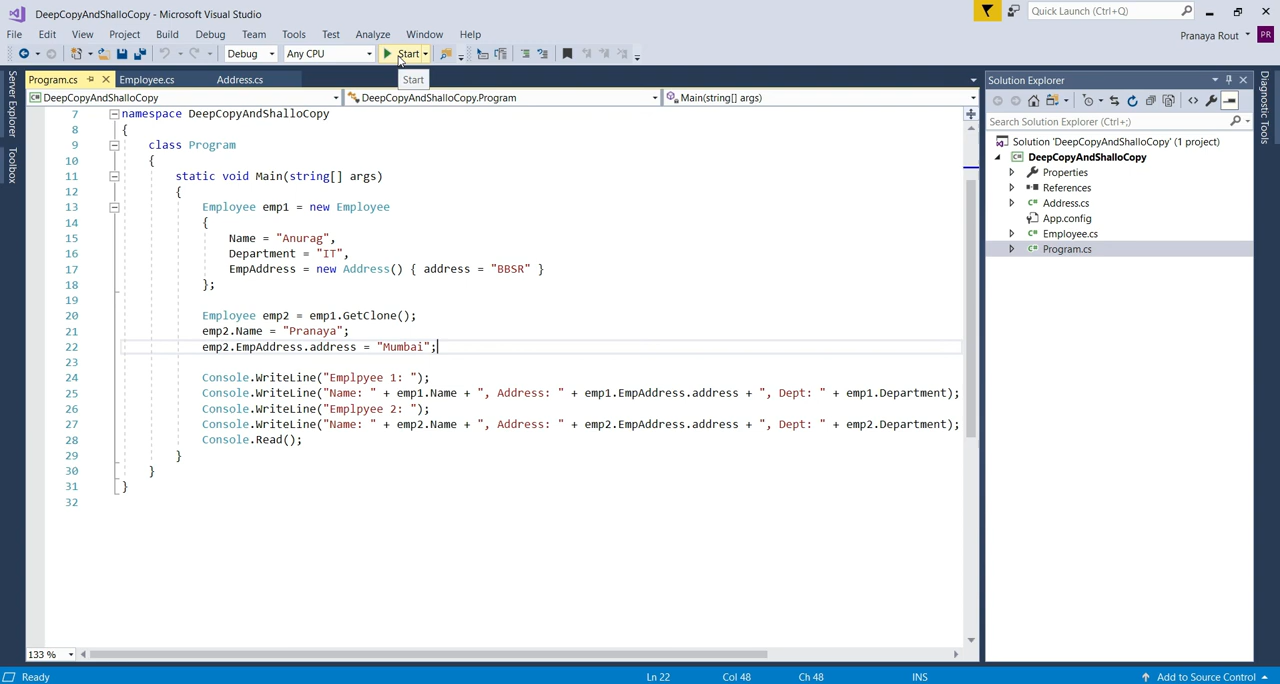 DeepCopyAndShalloCopy - Microsoft Visual Studio
Quick Launch (Ctrl+Q)
File Edit View Project Build Debug Team Tools Test Analyze Window Help
Pranaya Rout PR
Debug Any CPU Start
Start
Program.cs Employee.cs Address.cs
Solution Explorer
DeepCopyAndShalloCopy DeepCopyAndShalloCopy.Program Main(string[] args)
Server Explorer
Toolbox
Diagnostic Tools
7 namespace DeepCopyAndShalloCopy
8 {
9 class Program
10 {
11 static void Main(string[] args)
12 {
13 Employee emp1 = new Employee
14 {
15 Name = "Anurag",
16 Department = "IT",
17 EmpAddress = new Address() { address = "BBSR" }
18 };
19
20 Employee emp2 = emp1.GetClone();
21 emp2.Name = "Pranaya";
22 emp2.EmpAddress.address = "Mumbai";
23
24 Console.WriteLine("Emplpyee 1: ");
25 Console.WriteLine("Name: " + emp1.Name + ", Address: " + emp1.EmpAddress.address + ", Dept: " + emp1.Department);
26 Console.WriteLine("Emplpyee 2: ");
27 Console.WriteLine("Name: " + emp2.Name + ", Address: " + emp2.EmpAddress.address + ", Dept: " + emp2.Department);
28 Console.Read();
29 }
30 }
31 }
32
Search Solution Explorer (Ctrl+;)
Solution 'DeepCopyAndShalloCopy' (1 project)
DeepCopyAndShalloCopy
Properties
References
Address.cs
App.config
Employee.cs
Program.cs
133 %
Ready Ln 22 Col 48 Ch 48 INS Add to Source Control